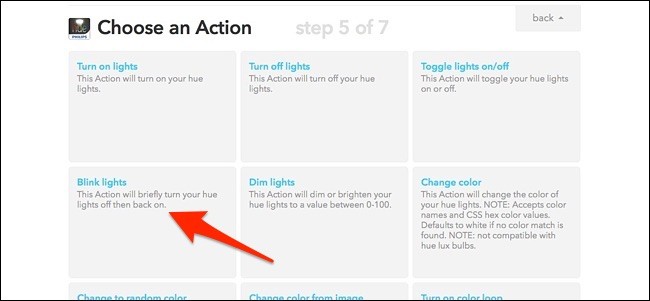 PHILIPS
Choose an Action
step 5 of 7
back
Turn on lights
This Action will turn on your hue
lights.
Turn off lights
This Action will turn off your hue
lights.
Toggle lights on/off
This Action will toggle your hue lights
on or off.
Blink lights
This Action will briefly turn your hue
lights off then back on.
Dim lights
This Action will dim or brighten your
hue lights to a value between 0-100.
Change color
This Action will change the color of
your hue lights. NOTE: Accepts color
names and CSS hex color values.
Defaults to white if no color match is
found. NOTE: not compatible with
hue lux bulbs.
Change to random color
Change color from image
Turn on color loop